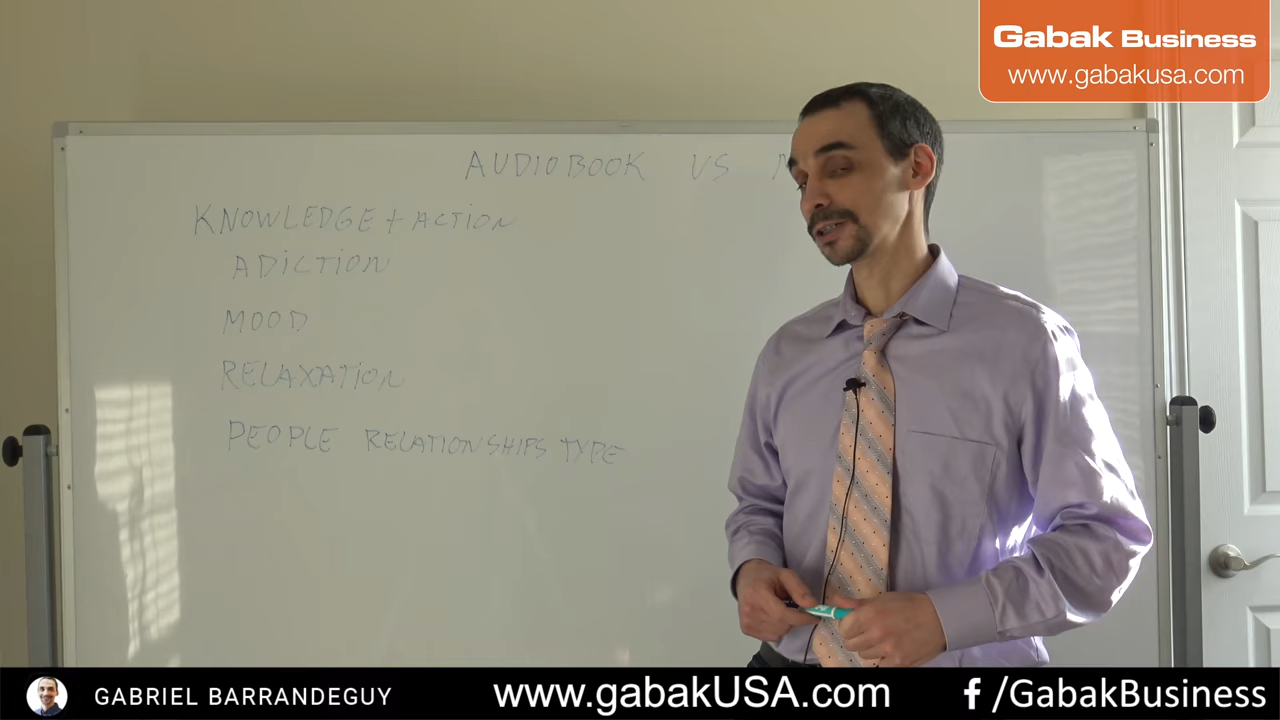 Gabak Business
www.gabakusa.com
AUDIOBOOK VS
KNOWLEDGE + ACTION
ADICTION
MOOD
RELAXATION
PEOPLE RELATIONSHIPS TYPE
GABRIEL BARRANDEGUY
www.gabakUSA.com
f /GabakBusiness